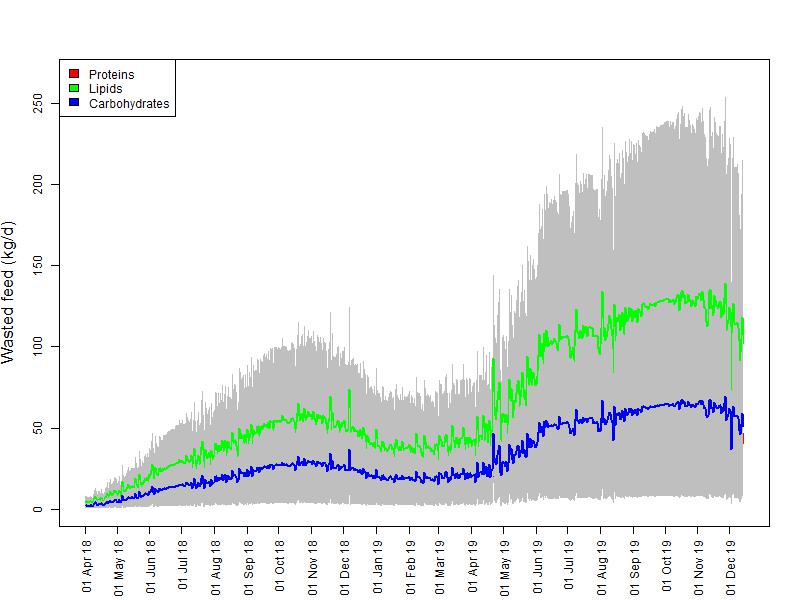 Proteins
Lipids
Carbohydrates
Wasted feed (kg/d)
250
200
150
100
50
0
01 Apr 18
01 May 18
01 Jun 18
01 Jul 18
01 Aug 18
01 Sep 18
01 Oct 18
01 Nov 18
01 Dec 18
01 Jan 19
01 Feb 19
01 Mar 19
01 Apr 19
01 May 19
01 Jun 19
01 Jul 19
01 Aug 19
01 Sep 19
01 Oct 19
01 Nov 19
01 Dec 19